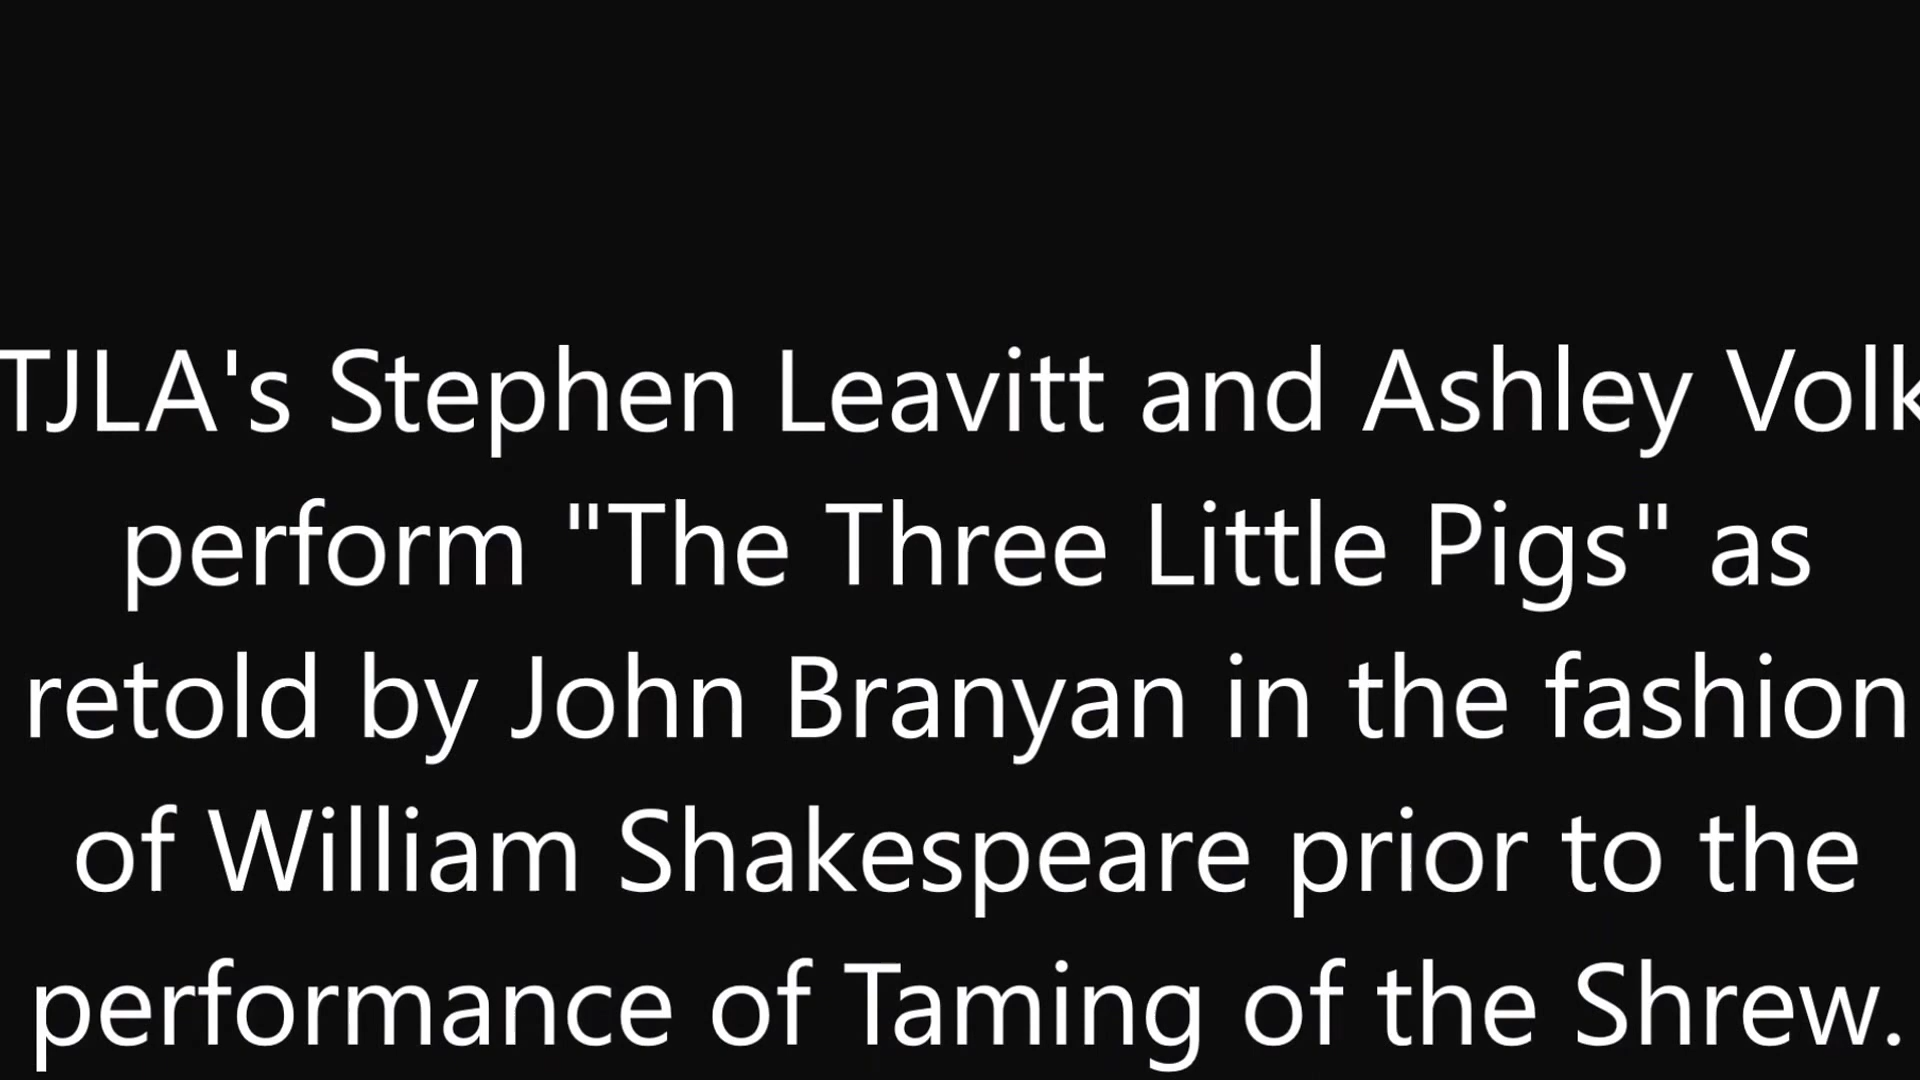 TJLA's Stephen Leavitt and Ashley Volk
perform "The Three Little Pigs" as
retold by John Branyan in the fashion
of William Shakespeare prior to the
performance of Taming of the Shrew.